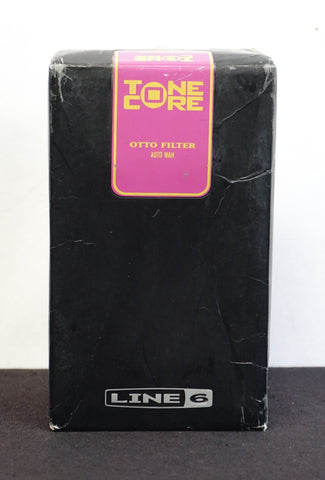 TONE
CORE
OTTO FILTER
AUTO WAH
LINE 6